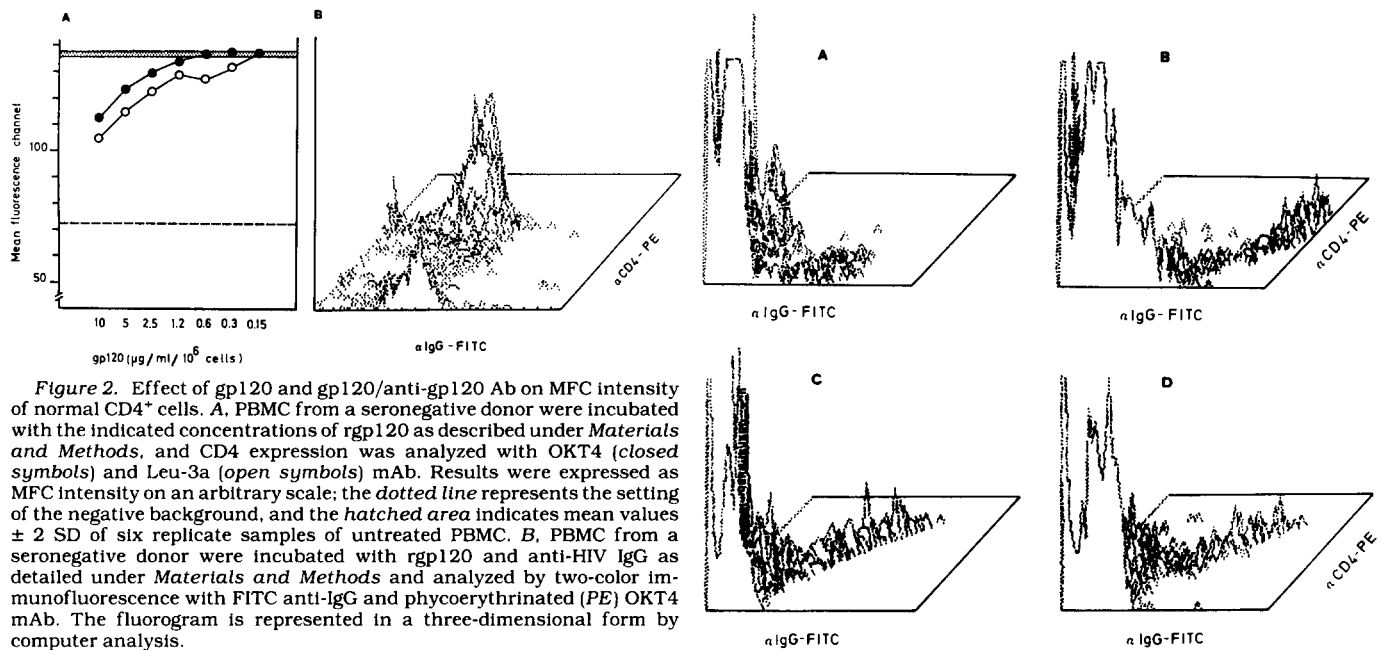 A
B
Mean fluorescence channel
100
50
10 5 2.5 1.2 0.6 0.3 0.15
gp120 (µg/ml/10⁶ cells)
αIgG-FITC
αCD4-PE
Figure 2. Effect of gp120 and gp120/anti-gp120 Ab on MFC intensity
of normal CD4⁺ cells. A, PBMC from a seronegative donor were incubated
with the indicated concentrations of rgp120 as described under Materials
and Methods, and CD4 expression was analyzed with OKT4 (closed
symbols) and Leu-3a (open symbols) mAb. Results were expressed as
MFC intensity on an arbitrary scale; the dotted line represents the setting
of the negative background, and the hatched area indicates mean values
± 2 SD of six replicate samples of untreated PBMC. B, PBMC from a
seronegative donor were incubated with rgp120 and anti-HIV IgG as
detailed under Materials and Methods and analyzed by two-color im-
munofluorescence with FITC anti-IgG and phycoerythrinated (PE) OKT4
mAb. The fluorogram is represented in a three-dimensional form by
computer analysis.
A
αIgG-FITC
B
αIgG-FITC
αCD4-PE
C
αIgG-FITC
D
αIgG-FITC
αCD4-PE